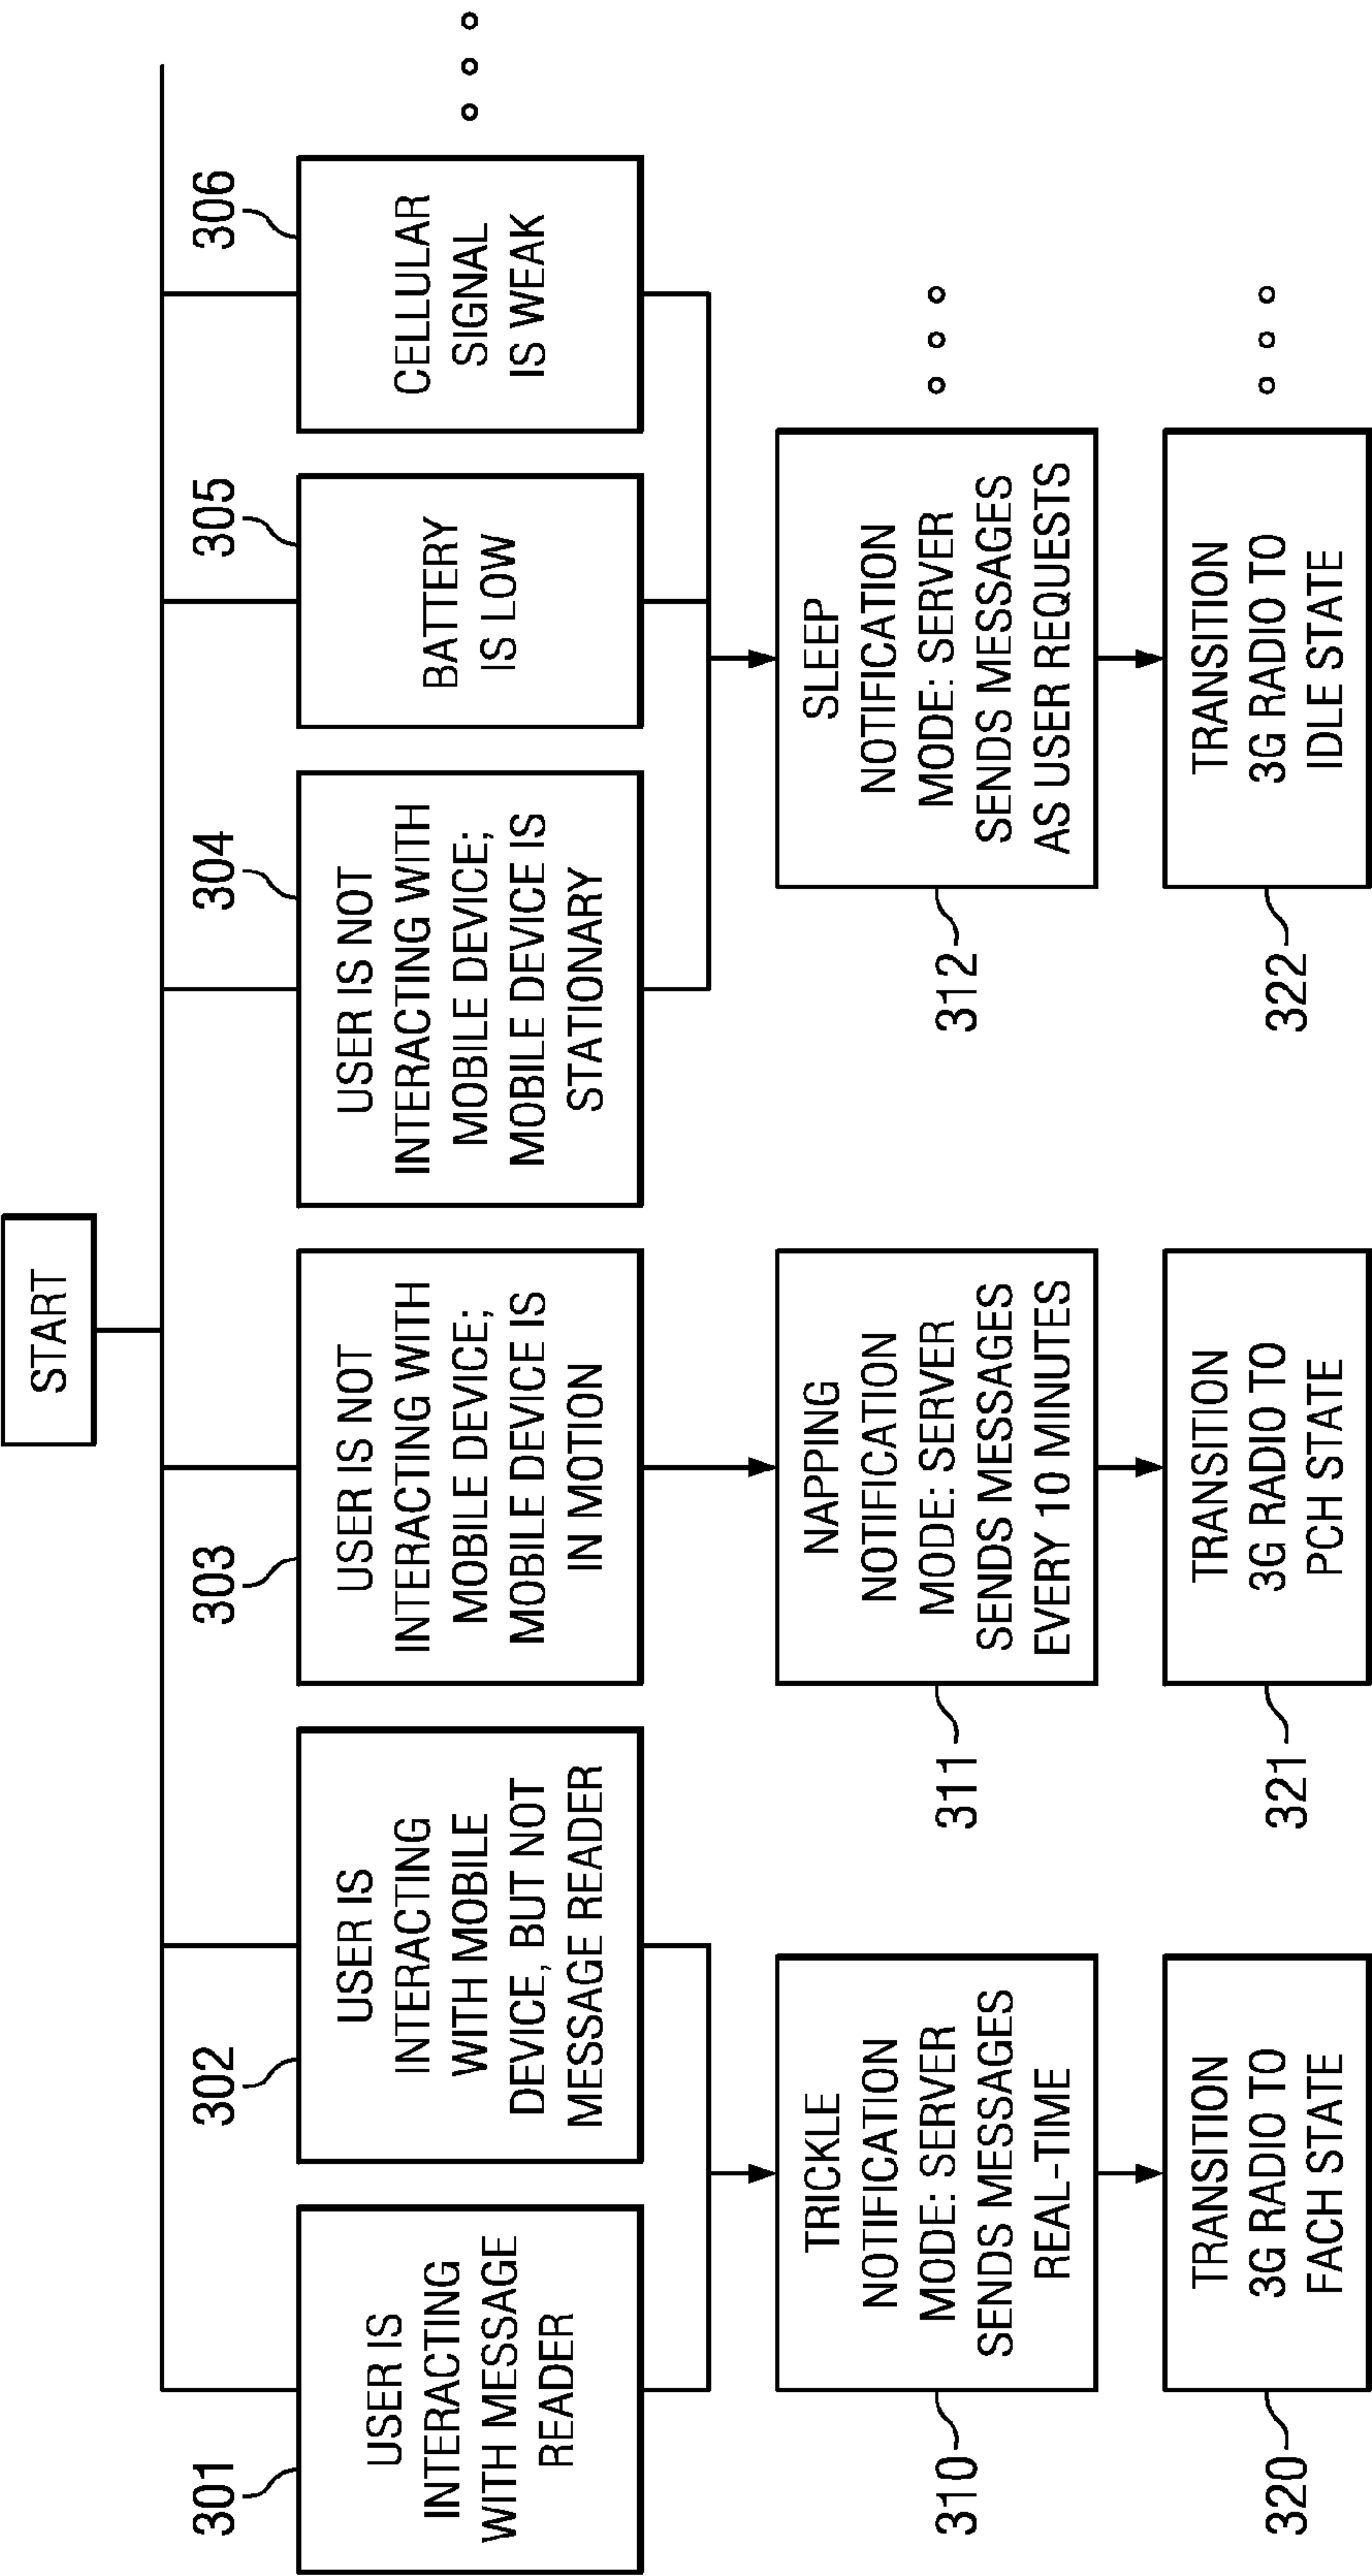 START
301
USER IS
INTERACTING
WITH MESSAGE
READER
302
USER IS
INTERACTING
WITH MOBILE
DEVICE, BUT NOT
MESSAGE READER
303
USER IS NOT
INTERACTING WITH
MOBILE DEVICE;
MOBILE DEVICE IS
IN MOTION
304
USER IS NOT
INTERACTING WITH
MOBILE DEVICE;
MOBILE DEVICE IS
STATIONARY
305
BATTERY
IS LOW
306
CELLULAR
SIGNAL
IS WEAK
310
TRICKLE
NOTIFICATION
MODE: SERVER
SENDS MESSAGES
REAL-TIME
311
NAPPING
NOTIFICATION
MODE: SERVER
SENDS MESSAGES
EVERY 10 MINUTES
312
SLEEP
NOTIFICATION
MODE: SERVER
SENDS MESSAGES
AS USER REQUESTS
320
TRANSITION
3G RADIO TO
FACH STATE
321
TRANSITION
3G RADIO TO
PCH STATE
322
TRANSITION
3G RADIO TO
IDLE STATE